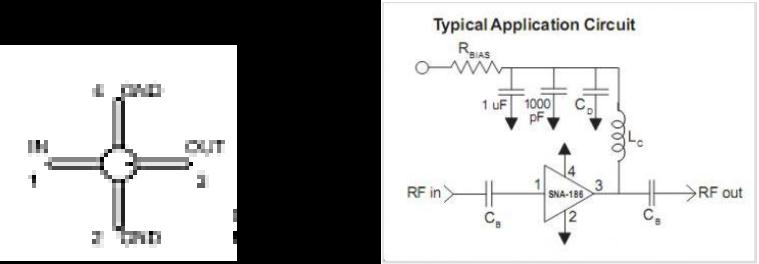 4 GND
IN
OUT
1
3
2 GND
Typical Application Circuit
RBIAS
1 uF
1000 pF
CD
LC
RF in
1
4
SNA-186
3
2
RF out
CB
CB